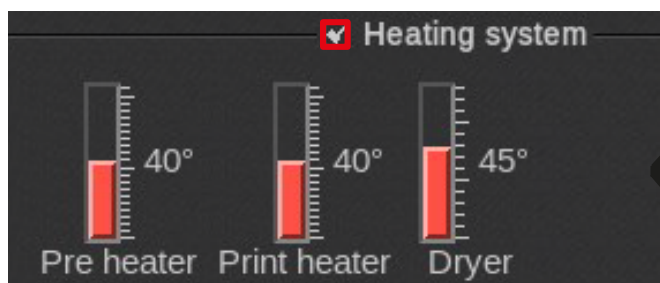 Heating system
40°
40°
45°
Pre heater
Print heater
Dryer